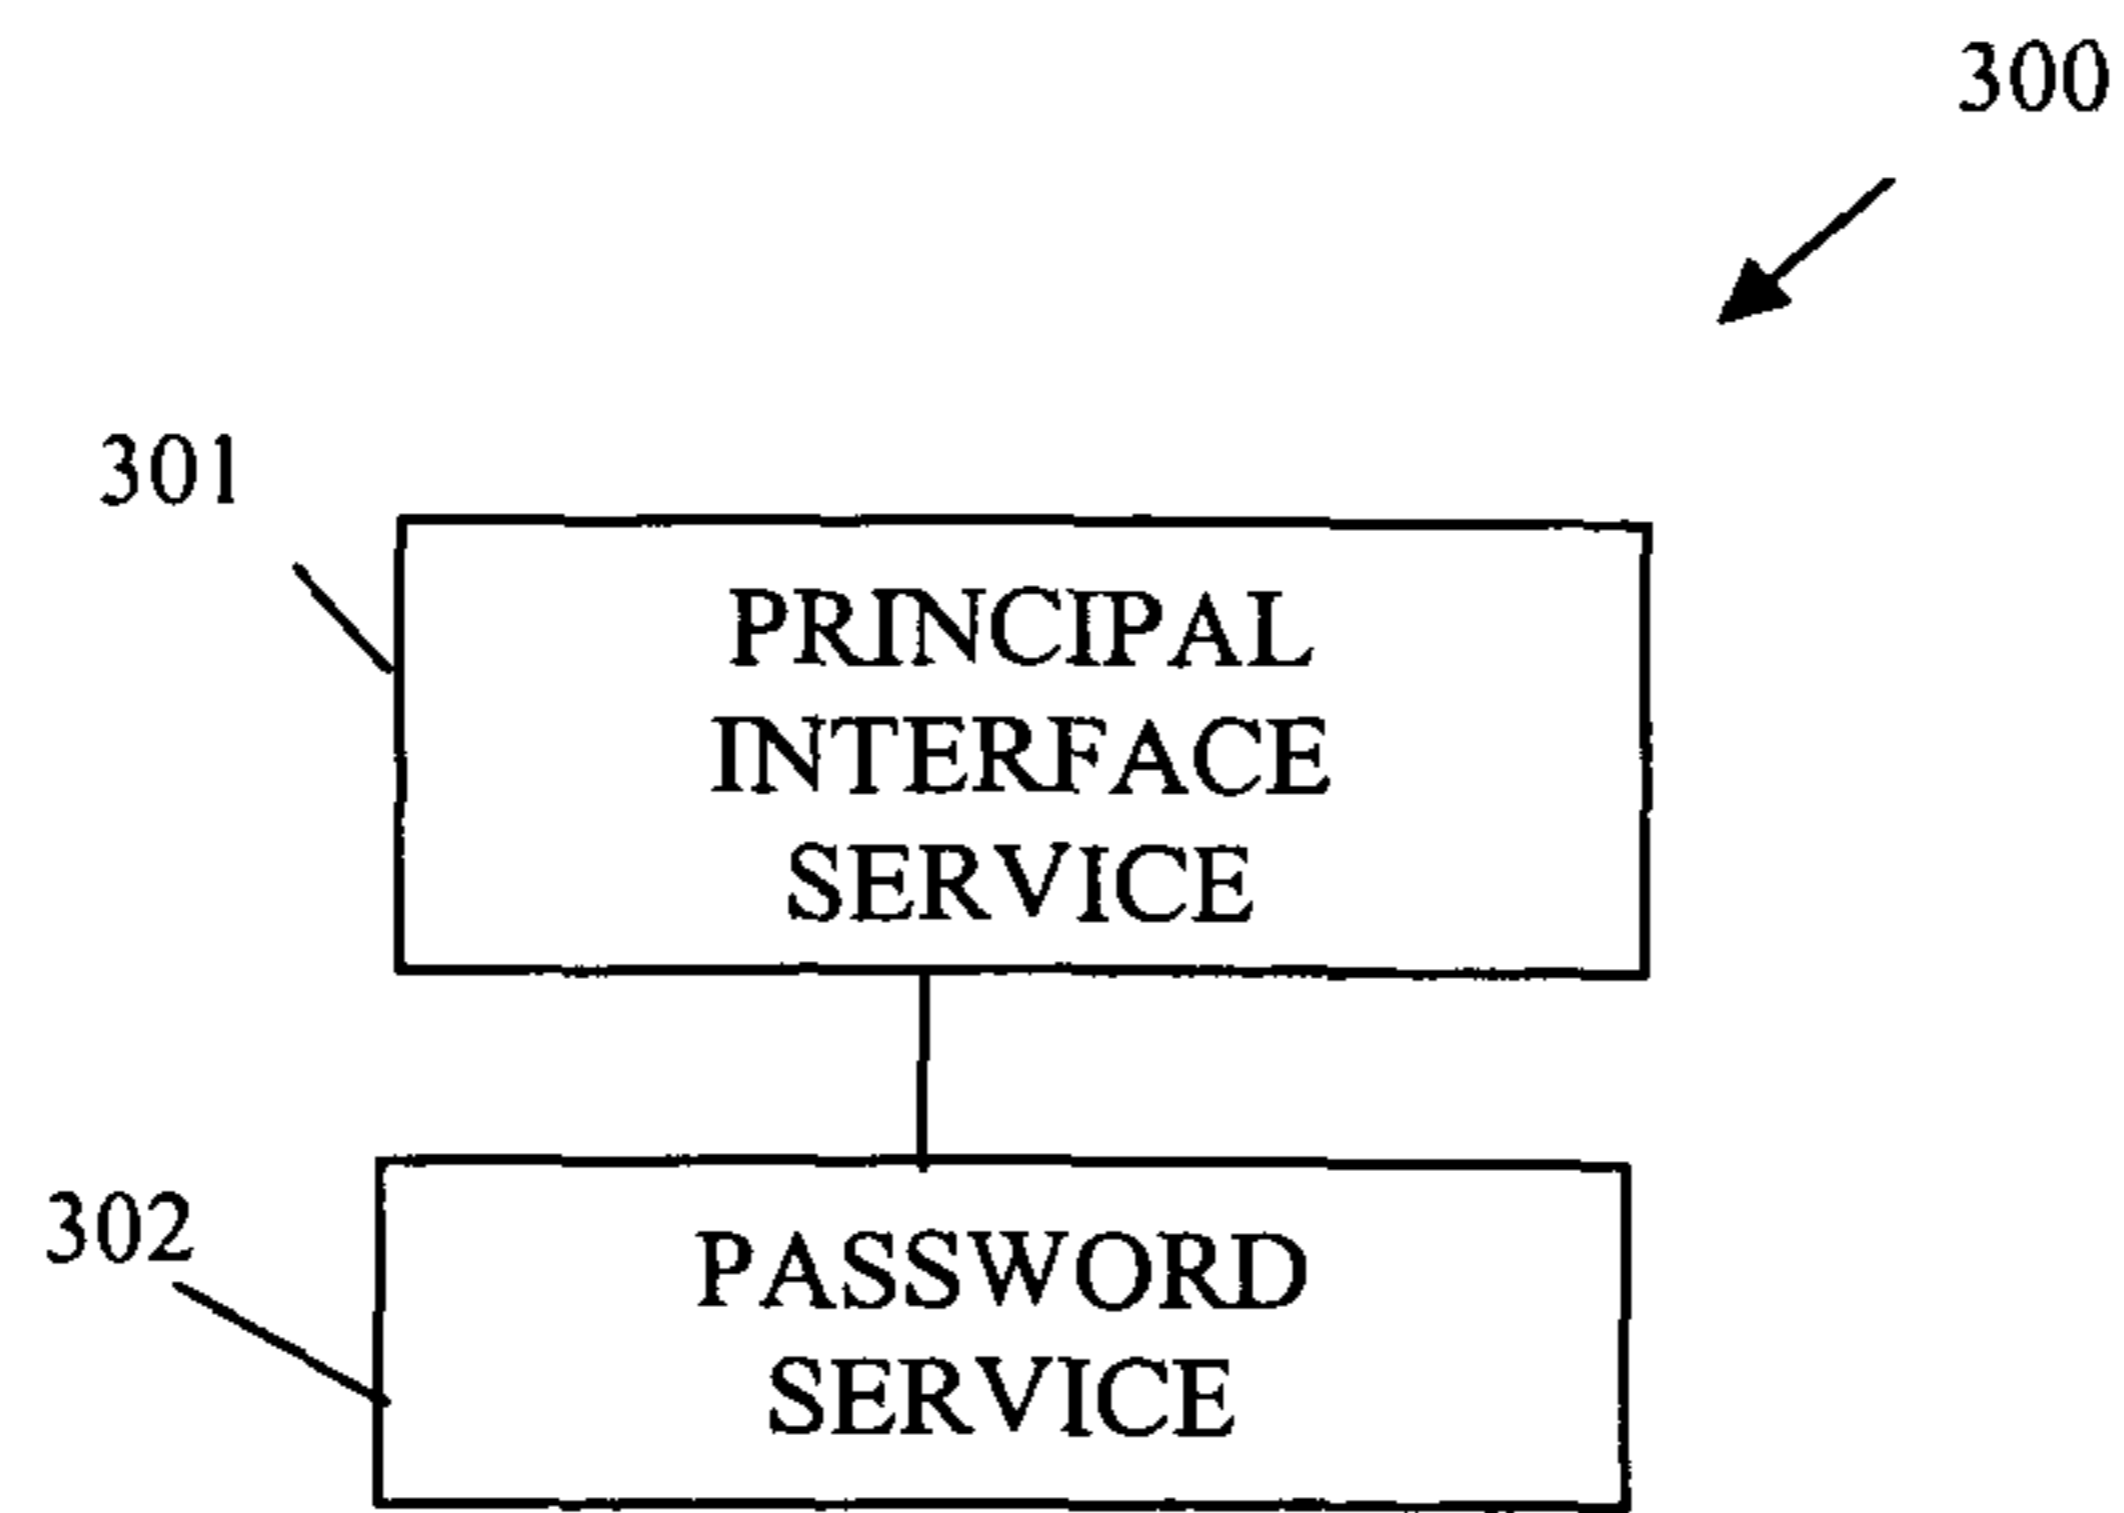 300
301
PRINCIPAL
INTERFACE
SERVICE
302
PASSWORD
SERVICE